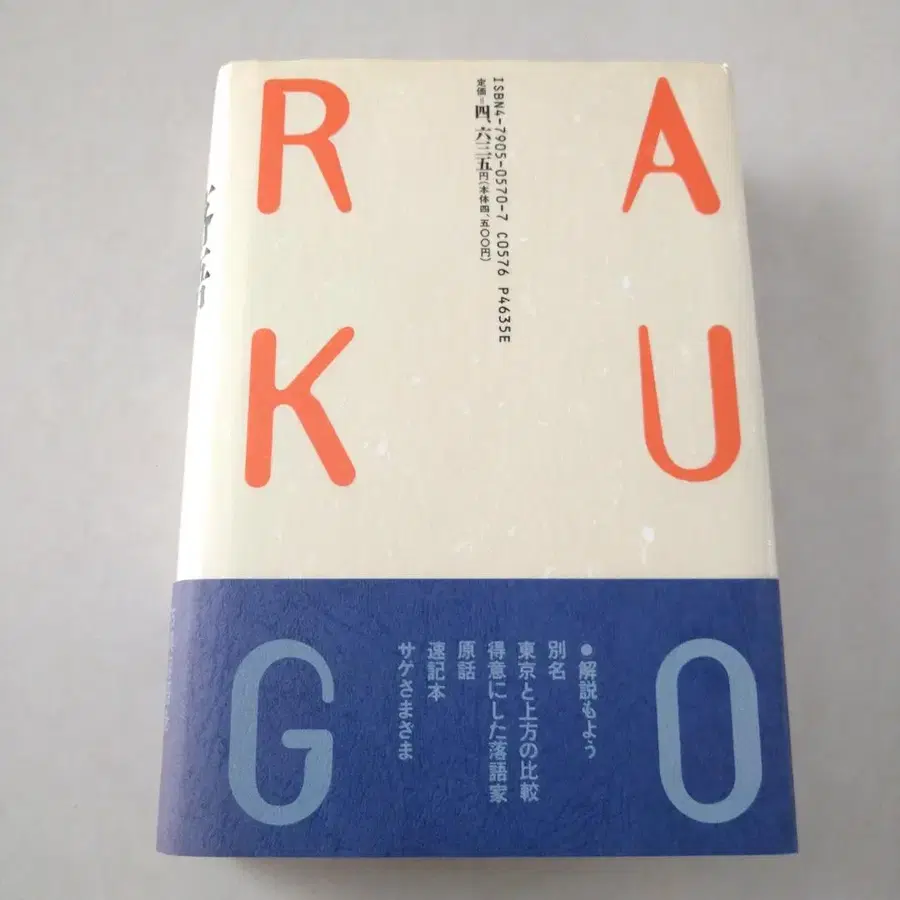 R A
K U
G O
ISBN4-7905-0570-7 C0576 P4635E
定価=四、六三五円(本体四、五〇〇円)
●解説もよう
別名
東京と上方の比較
得意にした落語家
原話
速記本
サゲさまざま